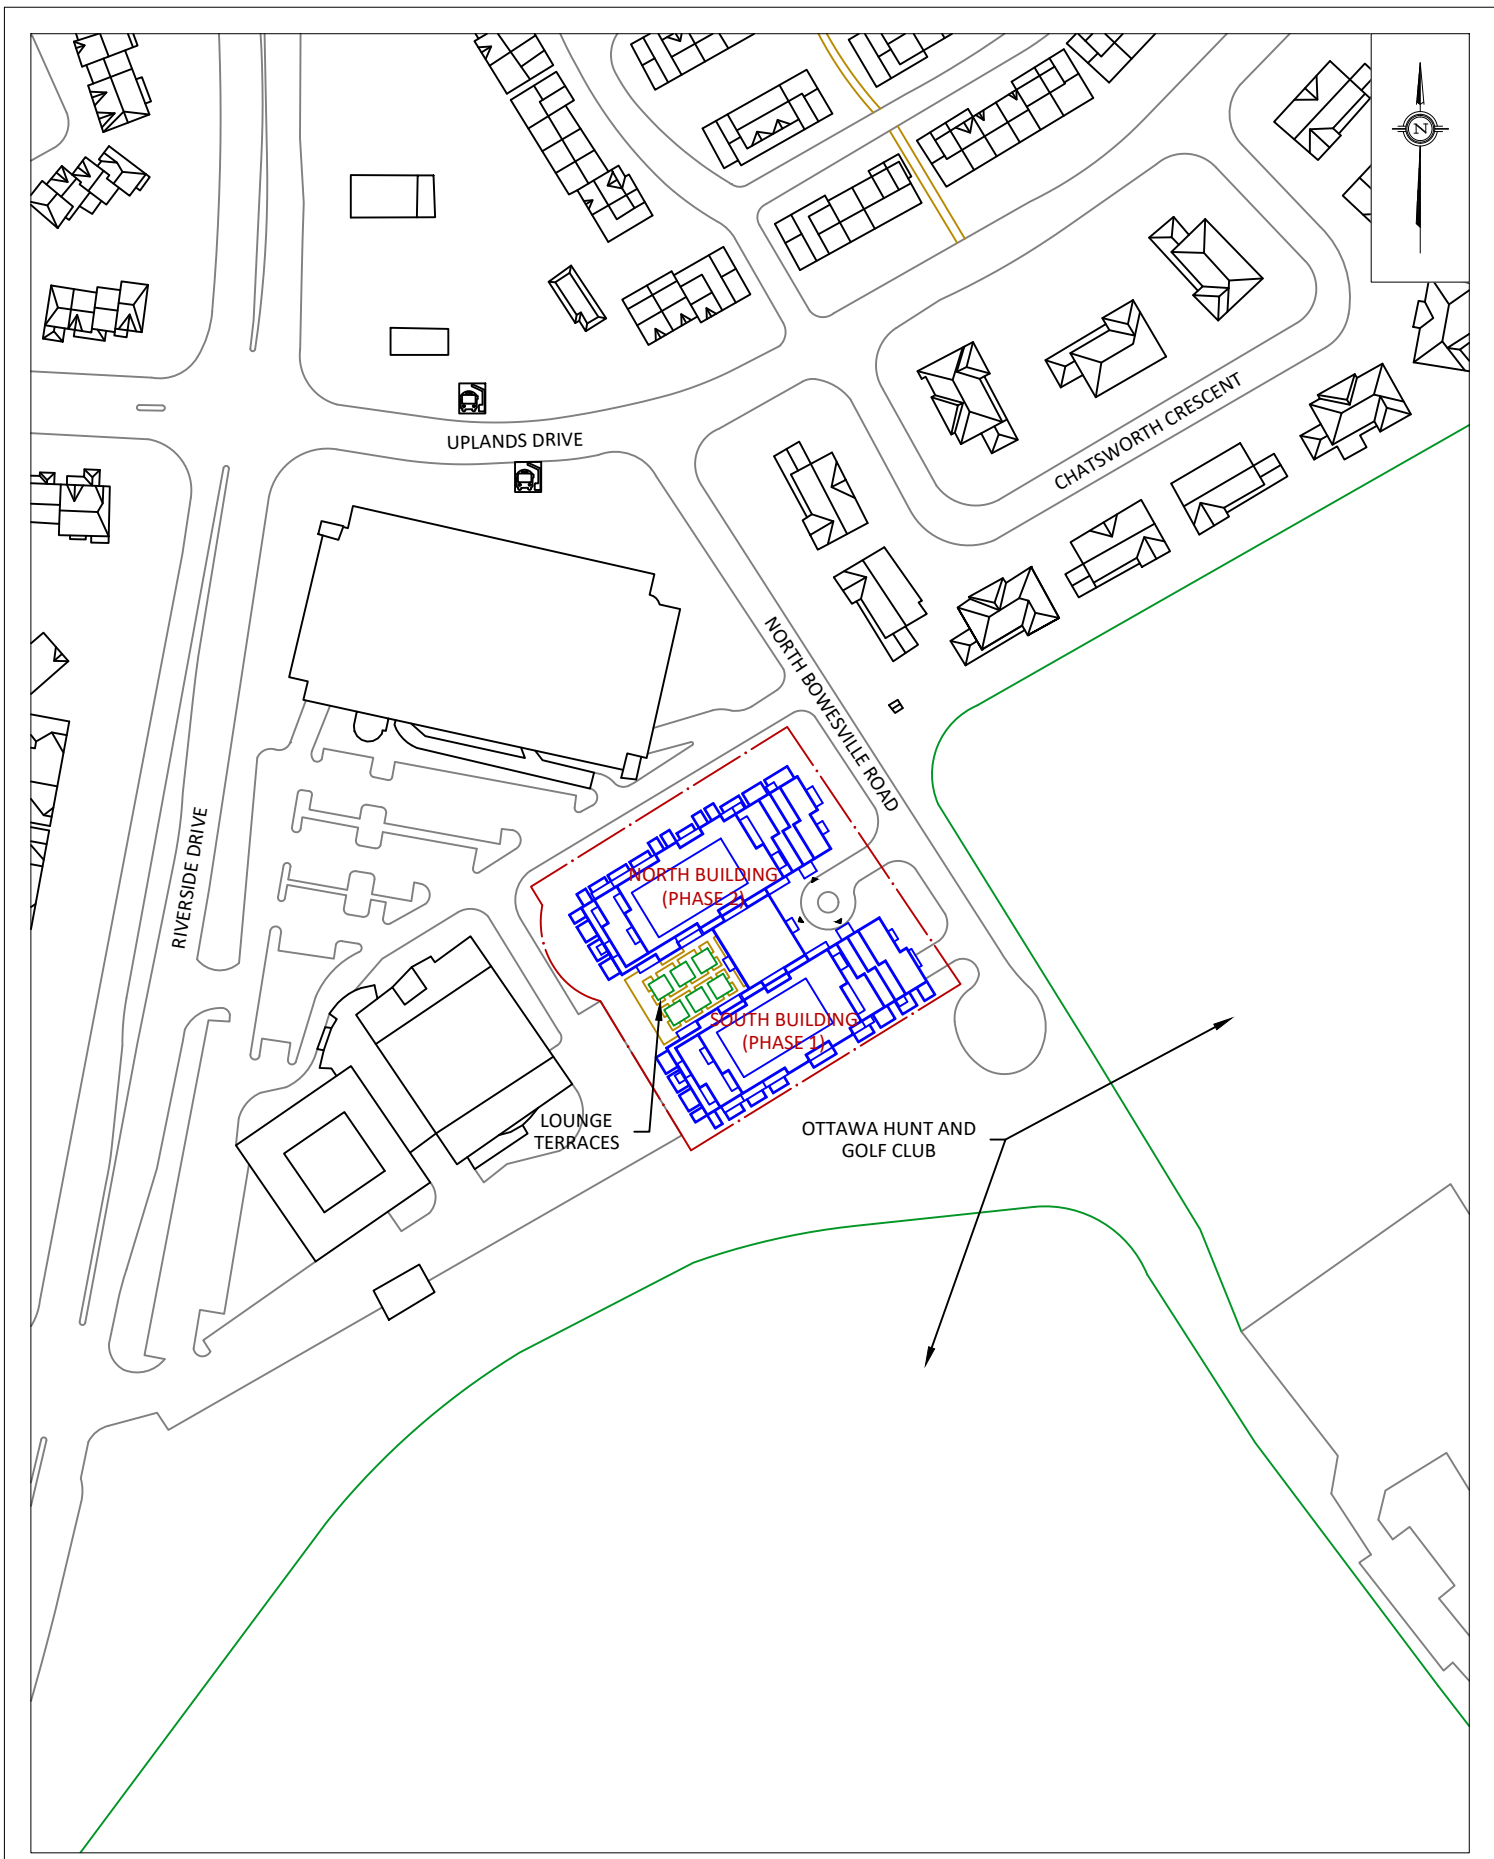 N
UPLANDS DRIVE
CHATSWORTH CRESCENT
NORTH BOWESVILLE ROAD
RIVERSIDE DRIVE
NORTH BUILDING
(PHASE 2)
SOUTH BUILDING
(PHASE 1)
LOUNGE
TERRACES
OTTAWA HUNT AND
GOLF CLUB